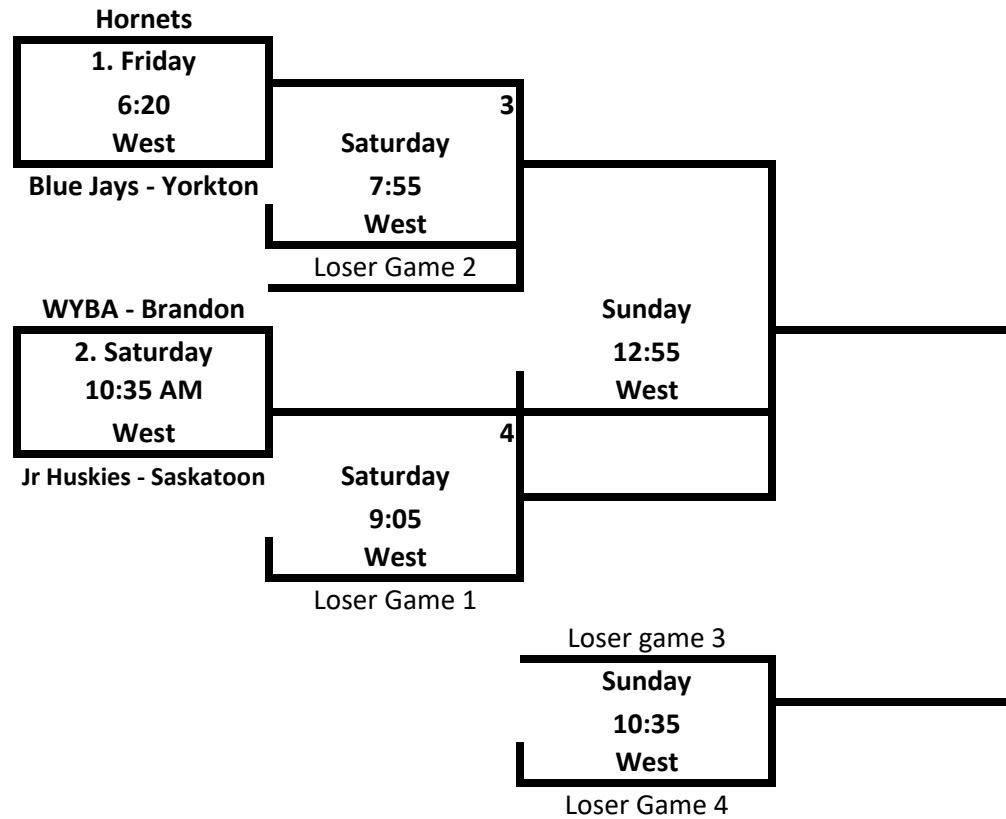 Hornets
1. Friday
6:20
West
Blue Jays - Yorkton
3
Saturday
7:55
West
Loser Game 2
WYBA - Brandon
2. Saturday
10:35 AM
West
Jr Huskies - Saskatoon
4
Saturday
9:05
West
Loser Game 1
Sunday
12:55
West
Loser game 3
Sunday
10:35
West
Loser Game 4